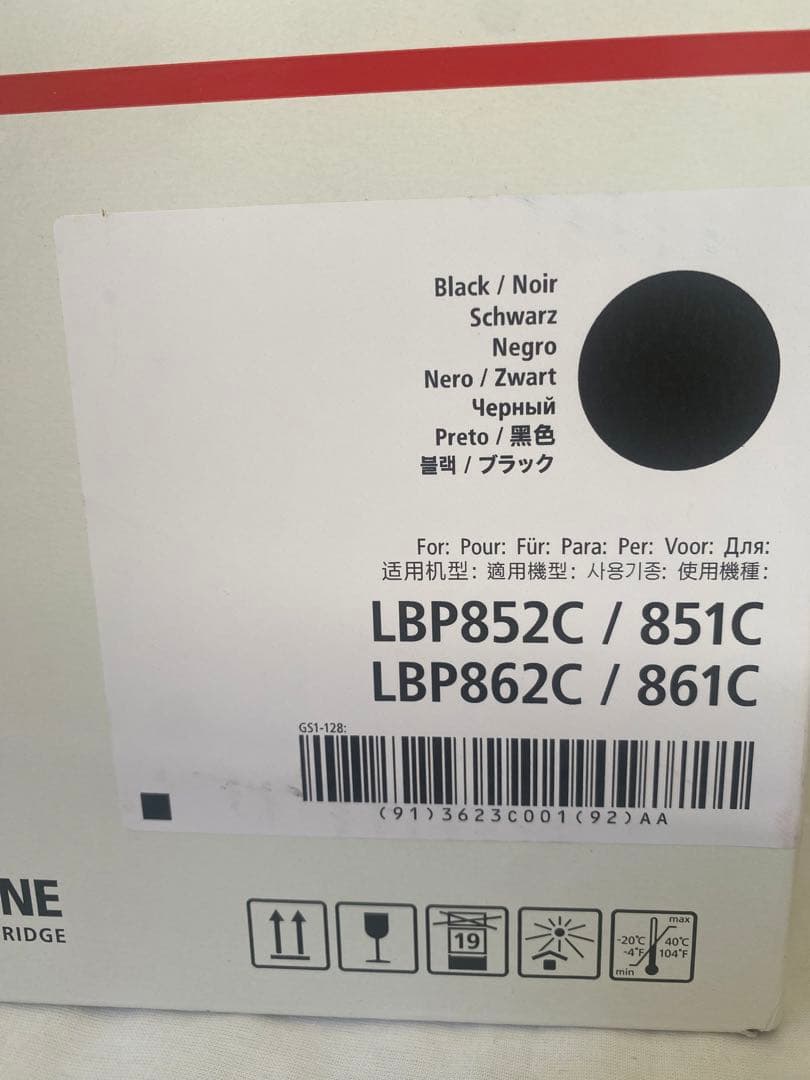 Black / Noir
Schwarz
Negro
Nero / Zwart
Черный
Preto / 黑色
블랙 / ブラック
For: Pour: Für: Para: Per: Voor: Для:
适用机型: 適用機型: 사용기종: 使用機種:
LBP852C / 851C
LBP862C / 861C
GS1-128:
(91)3623C001(92)AA
NE
RIDGE
19
max
-20°C 40°C
-4°F 104°F
min